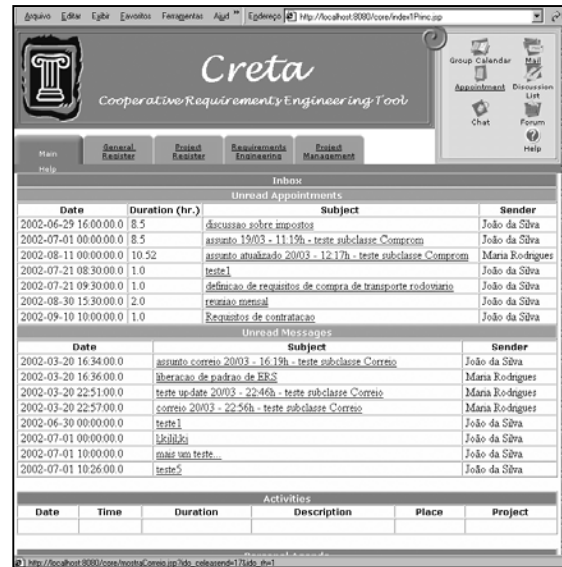 Arquivo Editar Exibir Favoritos Ferramentas Ajud » Endereço http://localhost:8080/core/index1Princ.jsp
Creta
Cooperative Requirements Engineering Tool
Group Calendar Mail
Appointment Discussion List
Chat Forum
Help
Main General Register Project Register Requirements Engineering Project Management
Help
Inbox
Unread Appointments
Date Duration (hr.) Subject Sender
2002-06-29 16:00:00.0 8.5 discussao sobre impostos João da Silva
2002-07-01 00:00:00.0 8.5 assunto 19/03 - 11:19h - teste subclasse Comprom João da Silva
2002-08-11 00:00:00.0 10.52 assunto atualizado 20/03 - 12:17h - teste subclasse Comprom Maria Rodrigues
2002-07-21 08:30:00.0 1.0 teste1 João da Silva
2002-07-21 09:30:00.0 1.0 definicao de requisitos de compra de transporte rodoviario João da Silva
2002-08-30 15:30:00.0 2.0 reuniao mensal João da Silva
2002-09-10 10:00:00.0 1.0 Requisitos de contratacao João da Silva
Unread Messages
Date Subject Sender
2002-03-20 16:34:00.0 assunto correio 20/03 - 16:19h - teste subclasse Correio João da Silva
2002-03-20 16:36:00.0 liberacao de padrao de ERS Maria Rodrigues
2002-03-20 22:51:00.0 teste update 20/03 - 22:46h - teste subclasse Correio Maria Rodrigues
2002-03-20 22:57:00.0 correio 20/03 - 22:56h - teste subclasse Correio Maria Rodrigues
2002-06-30 00:00:00.0 teste1 João da Silva
2002-07-01 00:00:00.0 João da Silva
2002-07-01 10:00:00.0 mais um teste... João da Silva
2002-07-01 10:26:00.0 teste5 João da Silva
Activities
Date Time Duration Description Place Project
Personal Agenda
http://localhost:8080/core/mostraCorreio.jsp?ido_celeasend=17&ido_rh=1